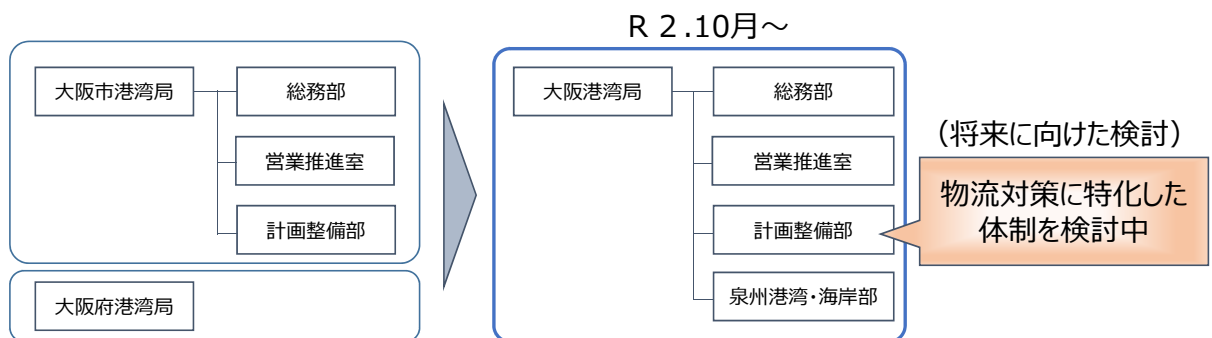 R 2.10月~
大阪市港湾局
総務部
営業推進室
計画整備部
大阪府港湾局
大阪港湾局
総務部
営業推進室
計画整備部
泉州港湾・海岸部
(将来に向けた検討)
物流対策に特化した
体制を検討中